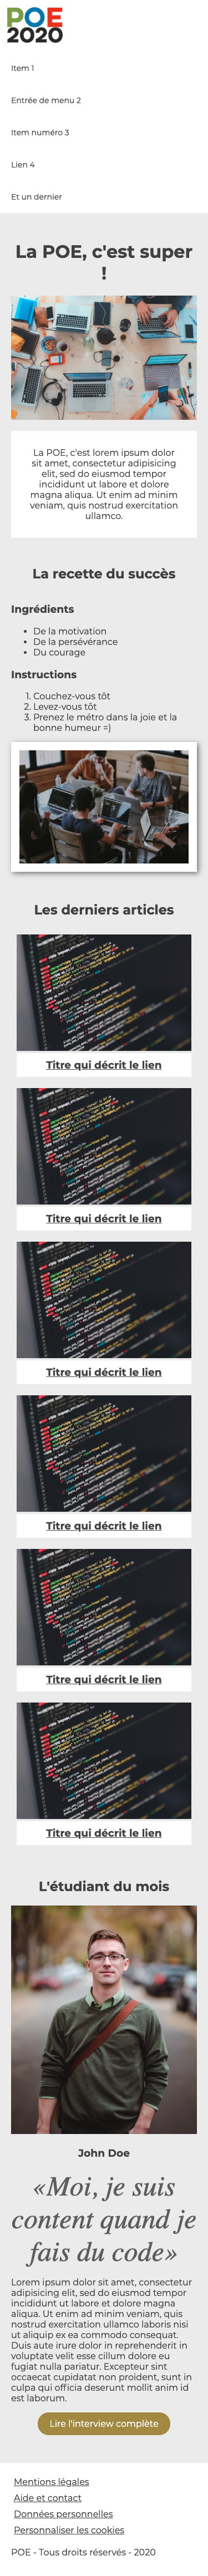 POE
2020
Item 1
Entrée de menu 2
Item numéro 3
Lien 4
Et un dernier
La POE, c'est super
!
La POE, c'est lorem ipsum dolor
sit amet, consectetur adipisicing
elit, sed do eiusmod tempor
incididunt ut labore et dolore
magna aliqua. Ut enim ad minim
veniam, quis nostrud exercitation
ullamco.
La recette du succès
Ingrédients
• De la motivation
• De la persévérance
• Du courage
Instructions
1. Couchez-vous tôt
2. Levez-vous tôt
3. Prenez le métro dans la joie et la
bonne humeur =)
Les derniers articles
Titre qui décrit le lien
Titre qui décrit le lien
Titre qui décrit le lien
Titre qui décrit le lien
Titre qui décrit le lien
Titre qui décrit le lien
L'étudiant du mois
John Doe
«Moi, je suis
content quand je
fais du code»
Lorem ipsum dolor sit amet, consectetur
adipisicing elit, sed do eiusmod tempor
incididunt ut labore et dolore magna
aliqua. Ut enim ad minim veniam, quis
nostrud exercitation ullamco laboris nisi
ut aliquip ex ea commodo consequat.
Duis aute irure dolor in reprehenderit in
voluptate velit esse cillum dolore eu
fugiat nulla pariatur. Excepteur sint
occaecat cupidatat non proident, sunt in
culpa qui officia deserunt mollit anim id
est laborum.
Lire l'interview complète
Mentions légales
Aide et contact
Données personnelles
Personnaliser les cookies
POE - Tous droits réservés - 2020